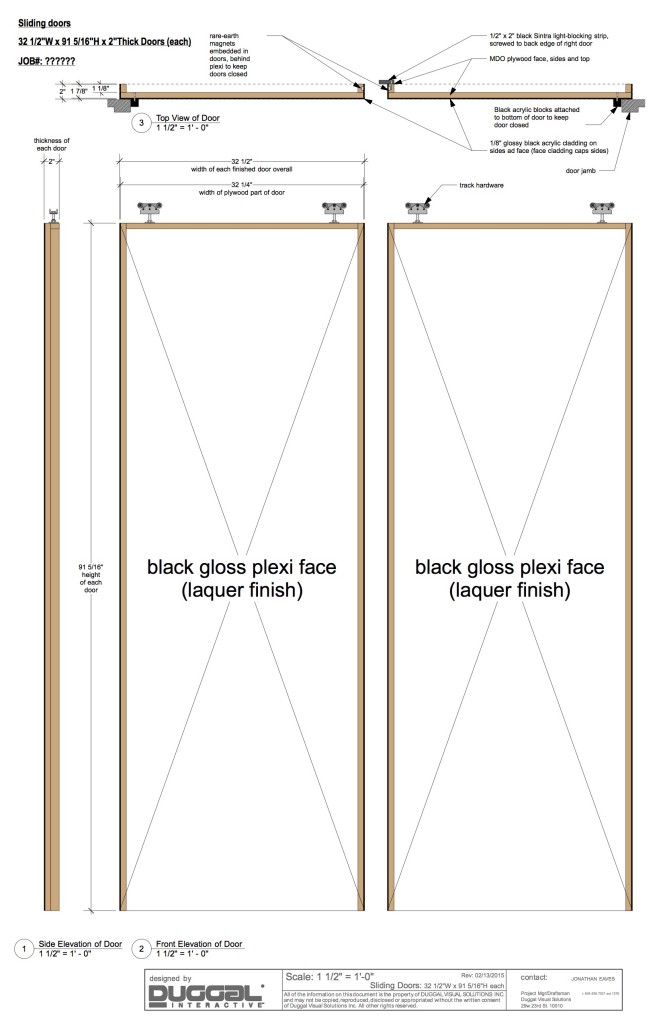 Sliding doors
32 1/2"W x 91 5/16"H x 2"Thick Doors (each)
JOB#: ??????
rare-earth
magnets
embedded in
doors, behind
plexi to keep
doors closed
1/2" x 2" black Sintra light-blocking strip,
screwed to back edge of right door
MDO plywood face, sides and top
2" 1 7/8" 1 1/8"
Black acrylic blocks attached
to bottom of door to keep
door closed
3 Top View of Door
1 1/2" = 1' - 0"
1/8" glossy black acrylic cladding on
sides ad face (face cladding caps sides)
door jamb
thickness of
each door
2"
32 1/2"
width of each finished door overall
32 1/4"
width of plywood part of door
track hardware
91 5/16"
height
of each
door
black gloss plexi face
(laquer finish)
black gloss plexi face
(laquer finish)
1 Side Elevation of Door
1 1/2" = 1' - 0"
2 Front Elevation of Door
1 1/2" = 1' - 0"
designed by
DUGGAL
INTERACTIVE
Scale: 1 1/2" = 1'-0"
Rev: 02/13/2015
Sliding Doors: 32 1/2"W x 91 5/16"H each
All of the information on this document is the property of DUGGAL VISUAL SOLUTIONS INC.
and may not be copied, reproduced, disclosed or appropriated without the written consent
of Duggal Visual Solutions Inc. All other rights reserved.
contact:
JONATHAN EAVES
Project Mgr/Draftsman
Duggal Visual Solutions
28w 23rd St. 10010